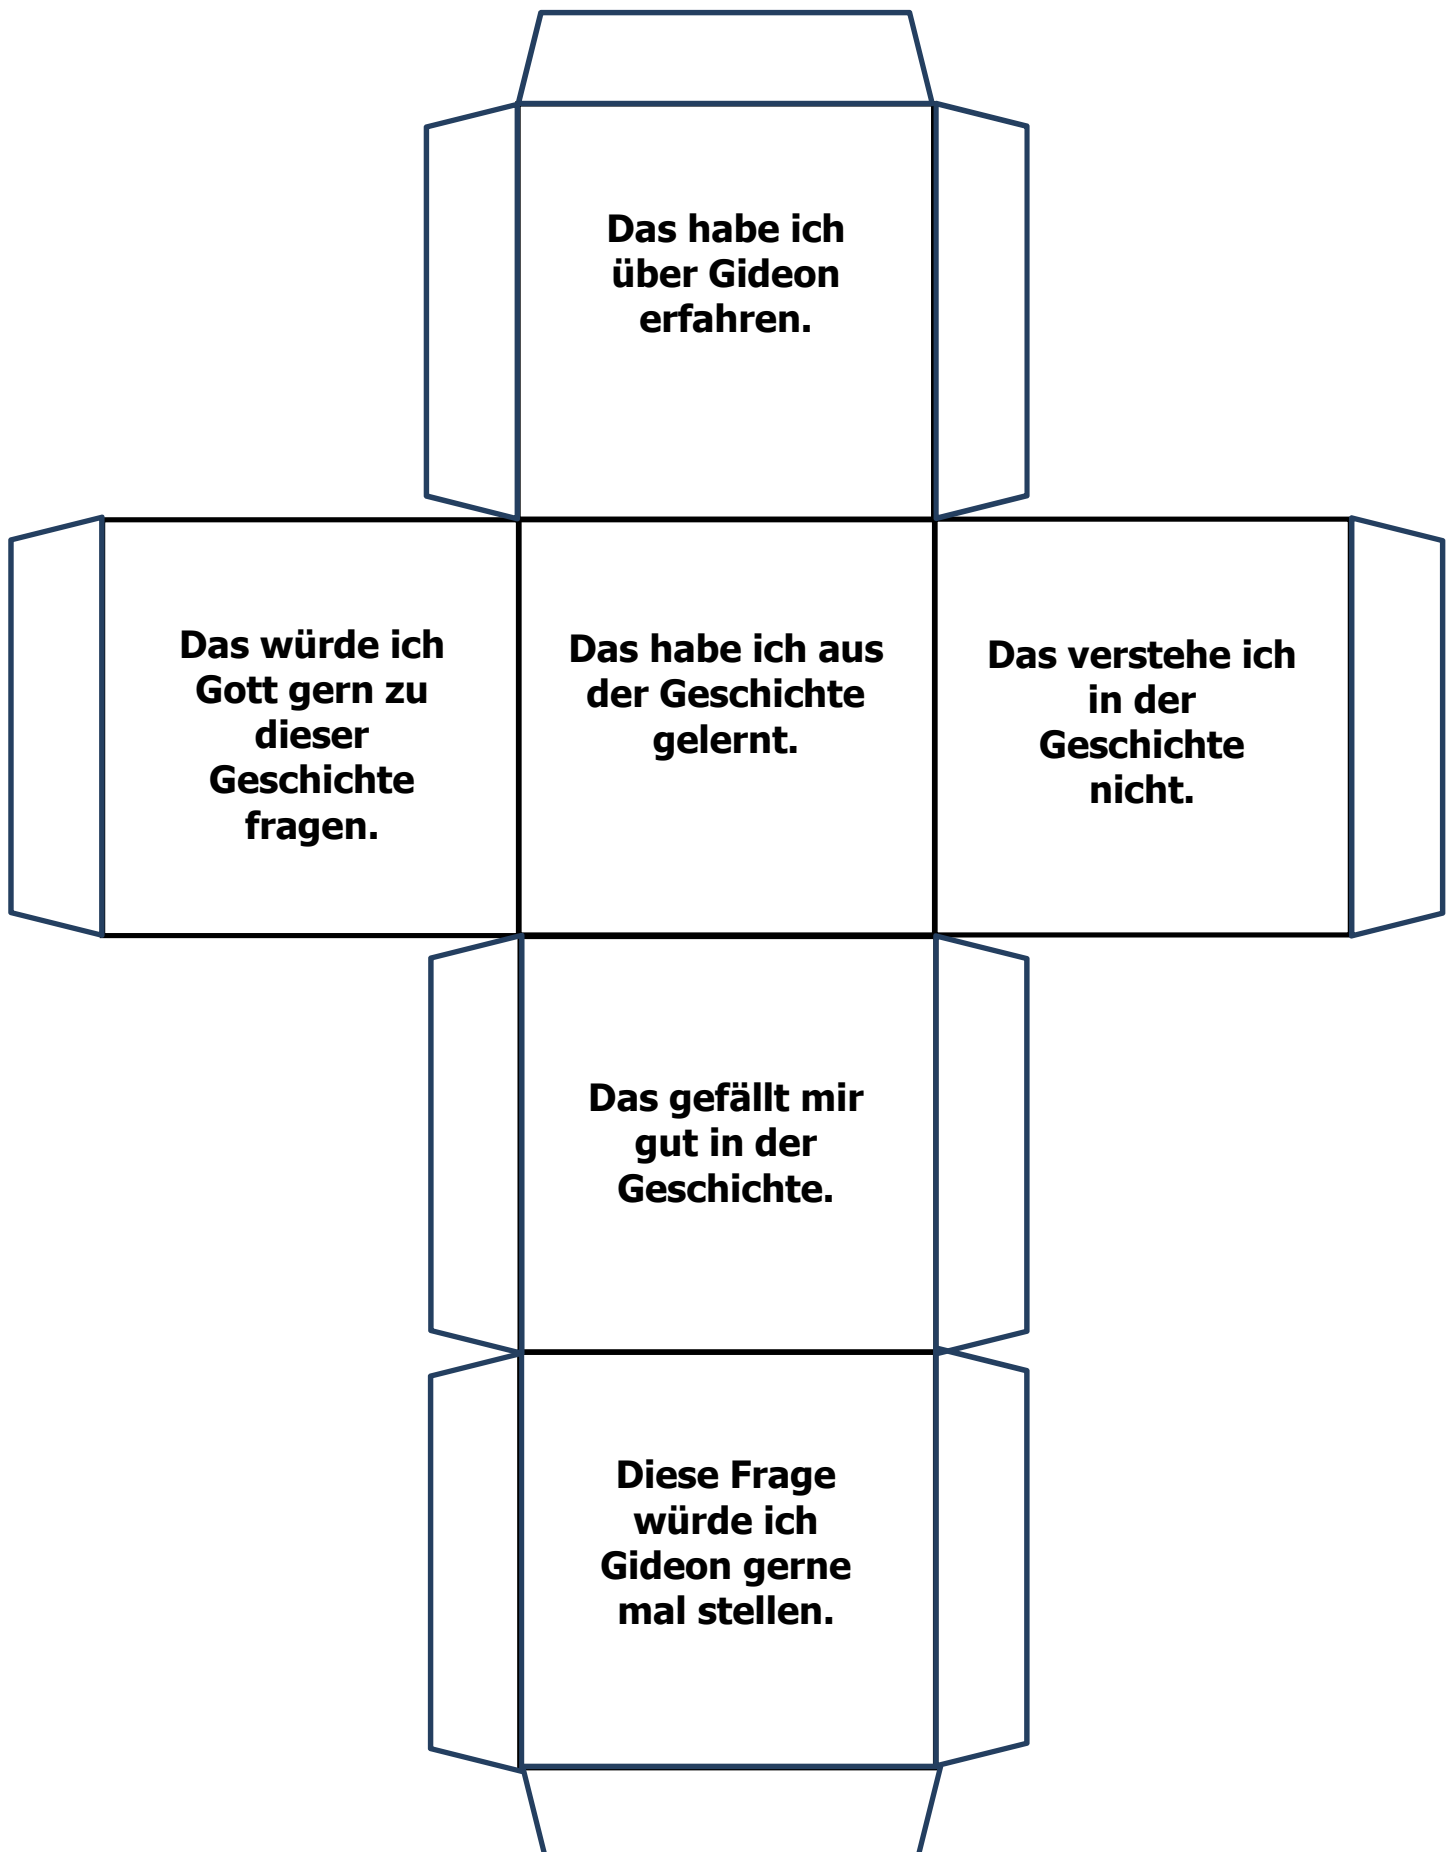 Das habe ich
über Gideon
erfahren.
Das würde ich
Gott gern zu
dieser
Geschichte
fragen.
Das habe ich aus
der Geschichte
gelernt.
Das verstehe ich
in der
Geschichte
nicht.
Das gefällt mir
gut in der
Geschichte.
Diese Frage
würde ich
Gideon gerne
mal stellen.